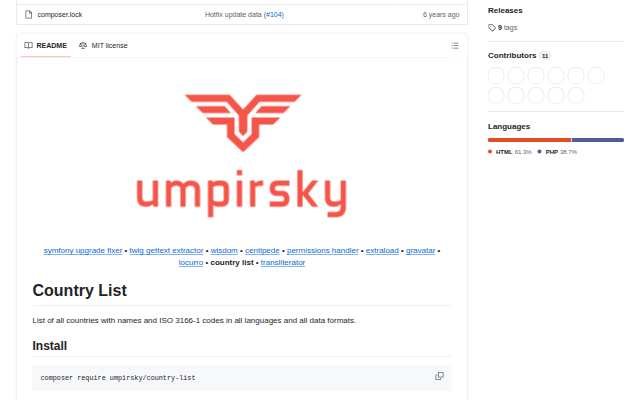 composer.lock Hotfix update data (#104) 6 years ago
README MIT license
umpirsky
symfony upgrade fixer • twig gettext extractor • wisdom • centipede • permissions handler • extraload • gravatar •
locurro • country list • transliterator
Country List
List of all countries with names and ISO 3166-1 codes in all languages and all data formats.
Install
composer require umpirsky/country-list
Releases
9 tags
Contributors 11
Languages
HTML 61.3% PHP 38.7%